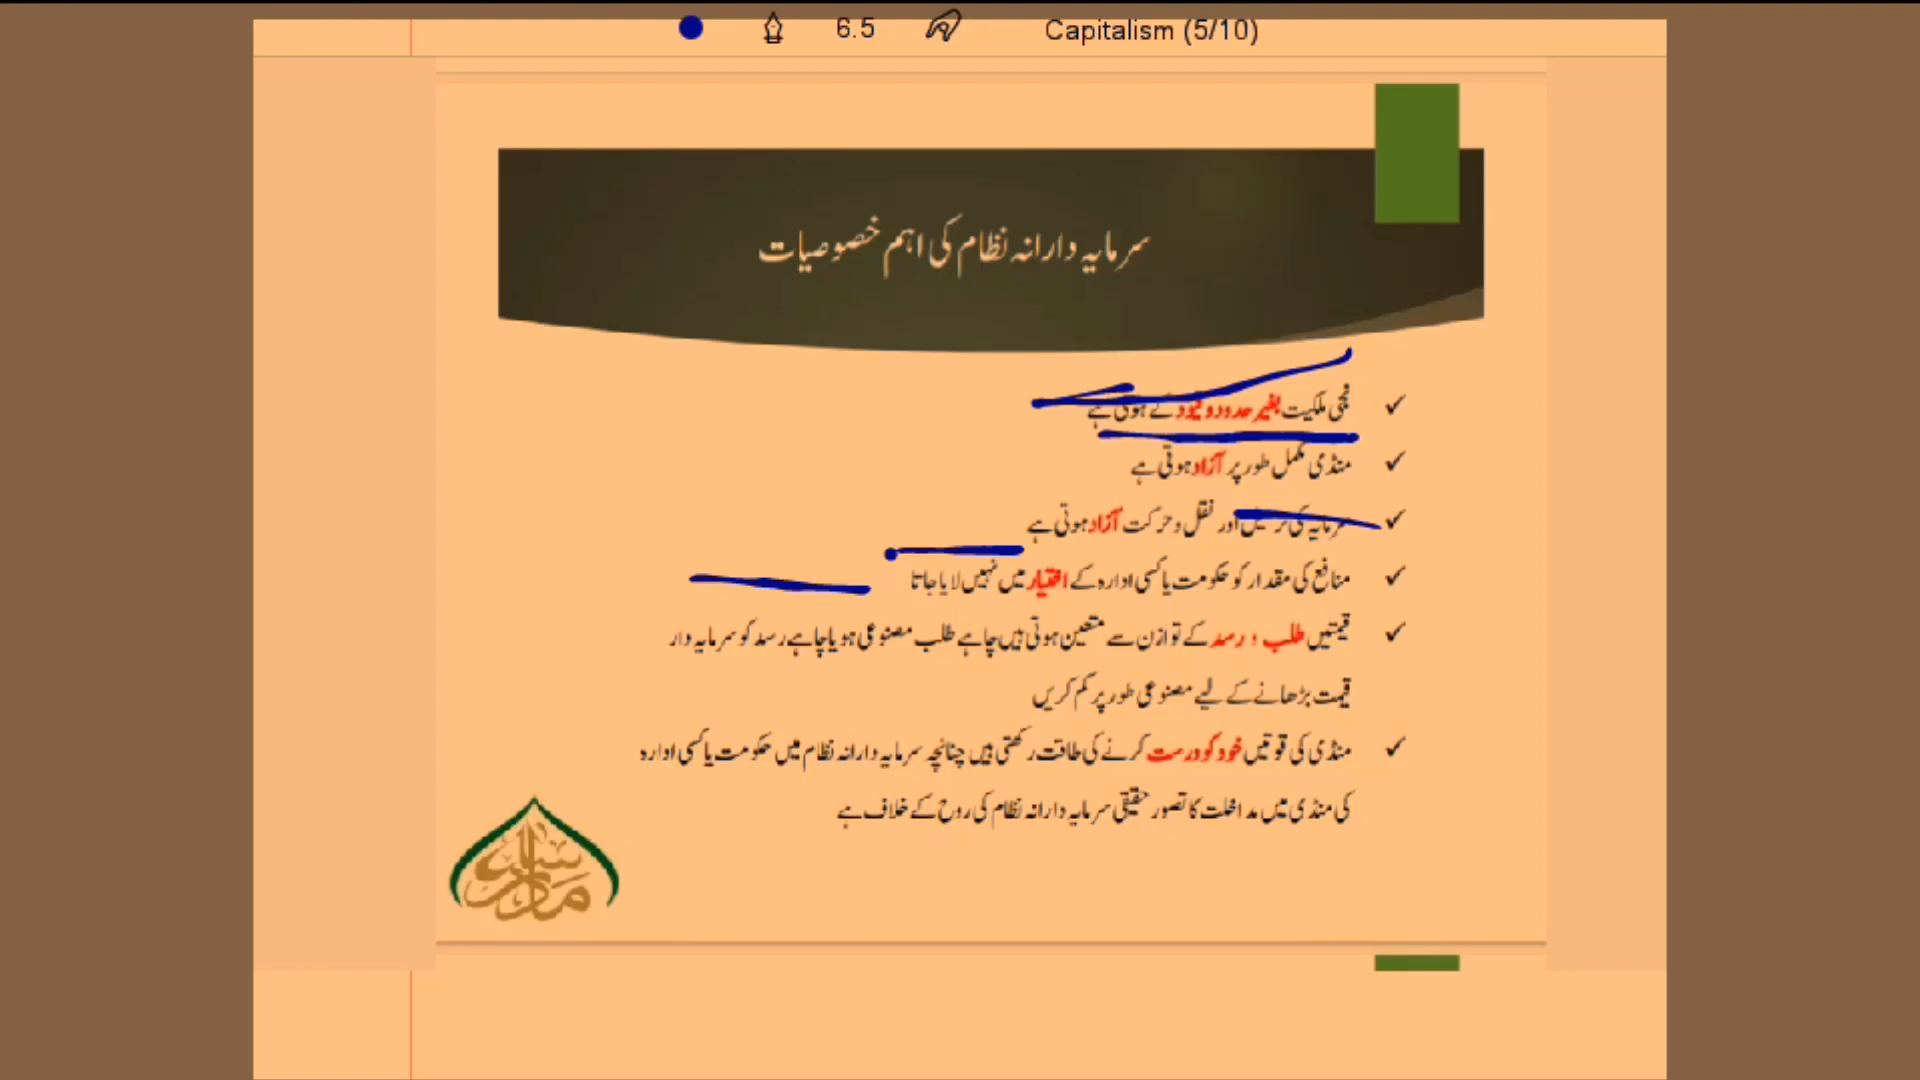 6.5 Capitalism (5/10)
سرمایہ دارانہ نظام کی اہم خصوصیات
نجی ملکیت بغیر حدود و قیود کے ہوتی ہے
منڈی مکمل طور پر آزاد ہوتی ہے
سرمایہ کی اور نقل و حرکت آزاد ہوتی ہے
منافع کی مقدار کو حکومت یا کسی ادارہ کے اختیار میں نہیں لایا جاتا
قیمتیں طلب و رسد کے توازن سے متعین ہوتی ہیں چاہے طلب مصنوعی ہو یا چاہے رسد کو سرمایہ دار
قیمت بڑھانے کے لیے مصنوعی طور پر کم کریں
منڈی کی قوتیں خود کو درست کرنے کی طاقت رکھتی ہیں چنانچہ سرمایہ دارانہ نظام میں حکومت یا کسی ادارہ
کی منڈی میں مداخلت کا تصور حقیقی سرمایہ دارانہ نظام کی روح کے خلاف ہے